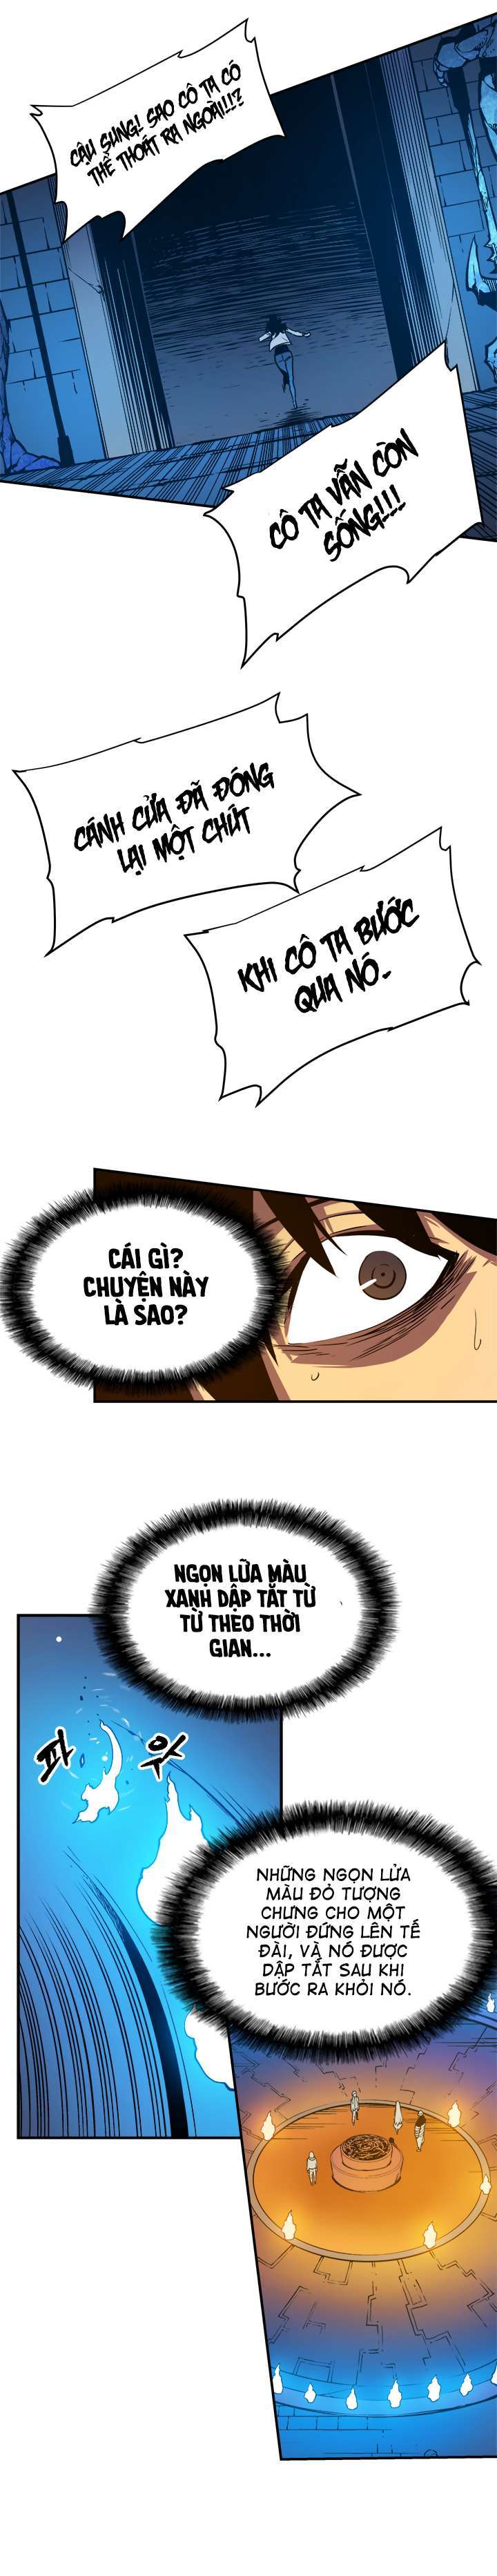 CẬU SUNG! SAO CÔ TA CÓ
THỂ THOÁT RA NGOÀI!!?
CÔ TA VẪN CÒN
SỐNG!!!
CÁNH CỬA ĐÃ ĐÓNG
LẠI MỘT CHÚT
KHI CÔ TA BƯỚC
QUA NÓ.
CÁI GÌ?
CHUYỆN NÀY
LÀ SAO?
NGỌN LỬA MÀU
XANH DẬP TẮT TỪ
TỪ THEO THỜI
GIAN...
파 앗
NHỮNG NGỌN LỬA
MÀU ĐỎ TƯỢNG
CHƯNG CHO MỘT
NGƯỜI ĐỨNG LÊN TẾ
ĐÀI, VÀ NÓ ĐƯỢC
DẬP TẮT SAU KHI
BƯỚC RA KHỎI NÓ.